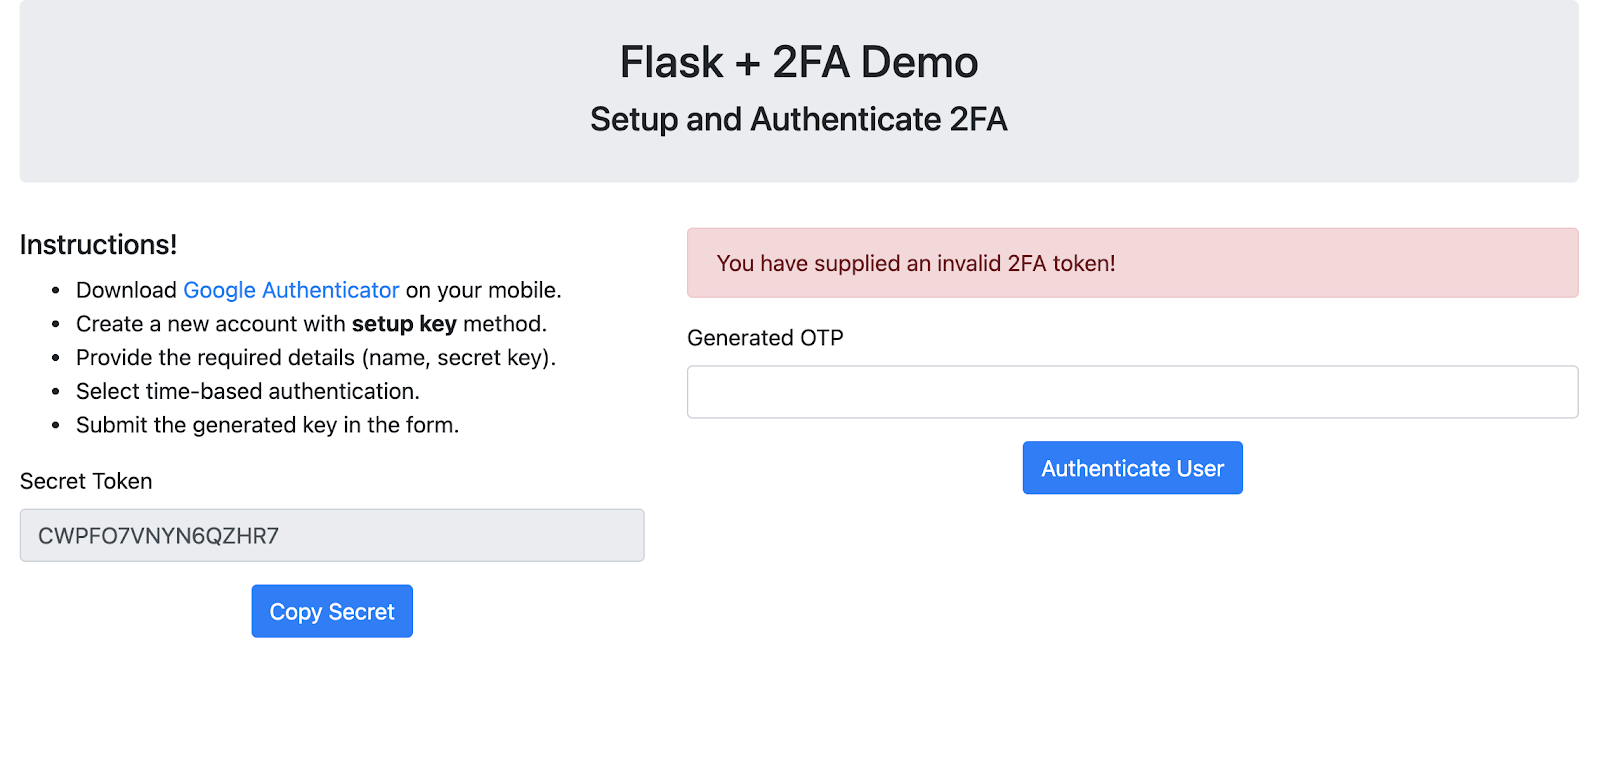 Flask + 2FA Demo
Setup and Authenticate 2FA
Instructions!
Download Google Authenticator on your mobile.
Create a new account with setup key method.
Provide the required details (name, secret key).
Select time-based authentication.
Submit the generated key in the form.
Secret Token
CWPFO7VNYN6QZHR7
Copy Secret
You have supplied an invalid 2FA token!
Generated OTP
Authenticate User